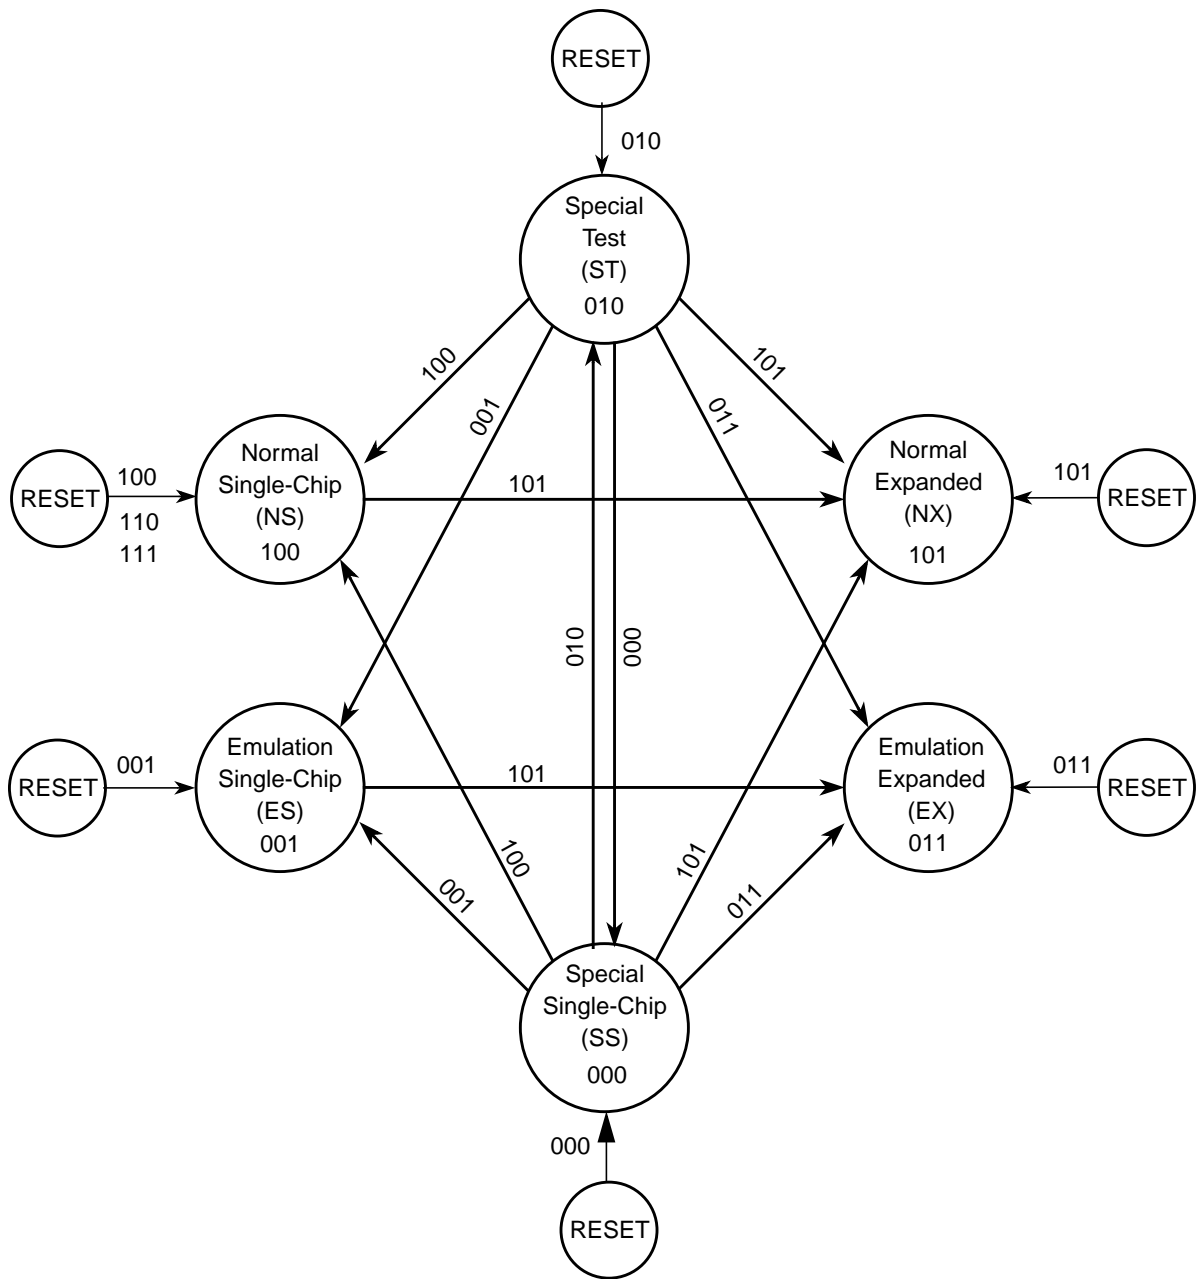 RESET
010
Special
Test
(ST)
010
100
101
001
011
Normal
Single-Chip
(NS)
100
Normal
Expanded
(NX)
101
RESET
100
110
111
101
101
RESET
010
000
Emulation
Single-Chip
(ES)
001
Emulation
Expanded
(EX)
011
RESET
001
101
011
RESET
100
101
001
011
Special
Single-Chip
(SS)
000
000
RESET